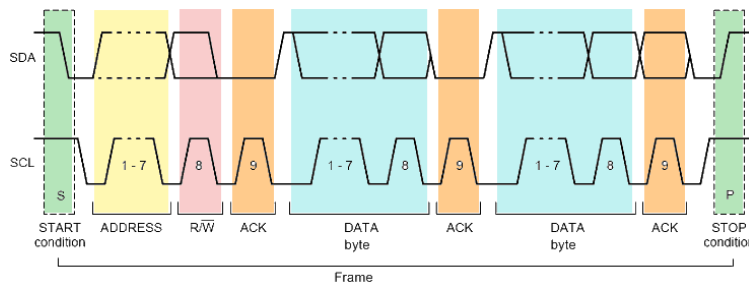 SDA
SCL
1 - 7
8
9
1 - 7
8
9
1 - 7
8
9
S
P
START
condition
ADDRESS
R/W̅
ACK
DATA
byte
ACK
DATA
byte
ACK
STOP
condition
Frame